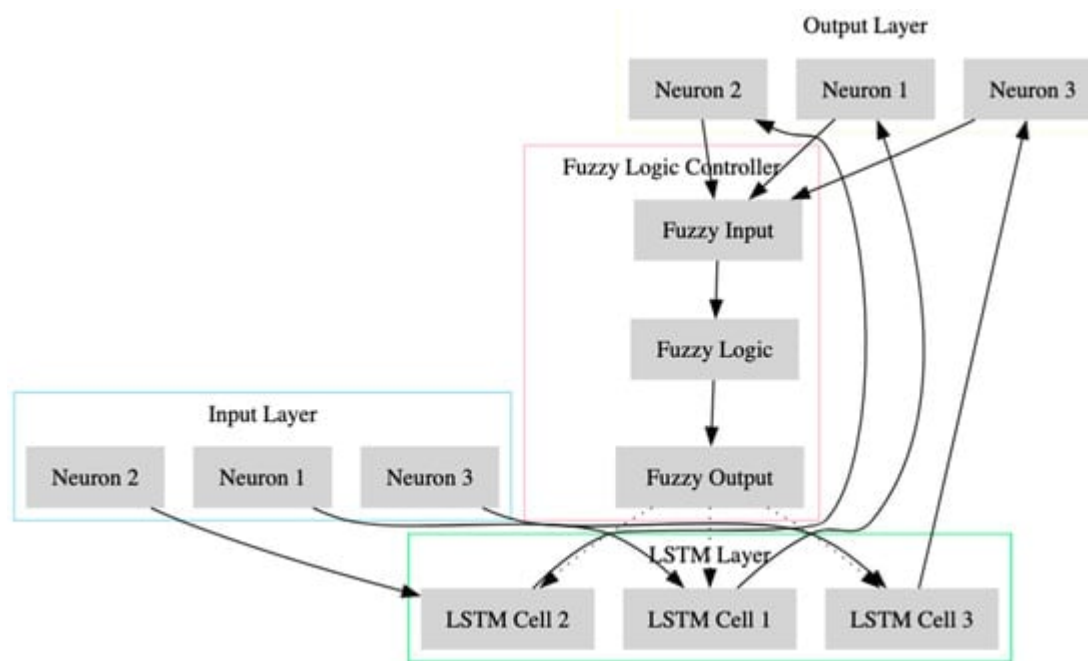 Output Layer
Neuron 2
Neuron 1
Neuron 3
Fuzzy Logic Controller
Fuzzy Input
Fuzzy Logic
Input Layer
Neuron 2
Neuron 1
Neuron 3
Fuzzy Output
LSTM Layer
LSTM Cell 2
LSTM Cell 1
LSTM Cell 3